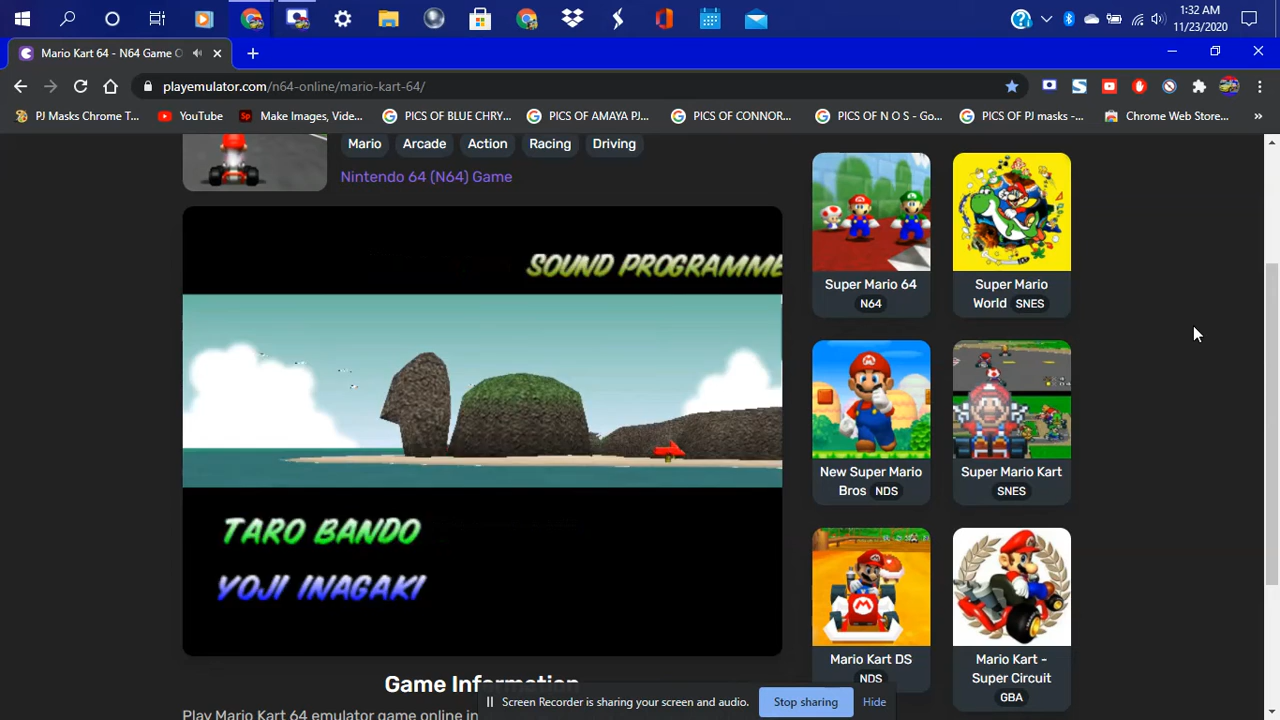 1:32 AM
11/23/2020
Mario Kart 64 - N64 Game O
playemulator.com/n64-online/mario-kart-64/
PJ Masks Chrome T...
YouTube
Make Images, Vide...
PICS OF BLUE CHRY...
PICS OF AMAYA PJ...
PICS OF CONNOR...
PICS OF N O S - Go...
PICS OF PJ masks -...
Chrome Web Store...
Mario
Arcade
Action
Racing
Driving
Nintendo 64 (N64) Game
SOUND PROGRAMME
TARO BANDO
YOJI INAGAKI
Super Mario 64
N64
Super Mario
World SNES
New Super Mario
Bros NDS
Super Mario Kart
SNES
Mario Kart DS
NDS
Mario Kart -
Super Circuit
GBA
Game Information
Screen Recorder is sharing your screen and audio.
Stop sharing
Hide
Play Mario Kart 64 emulator game online in